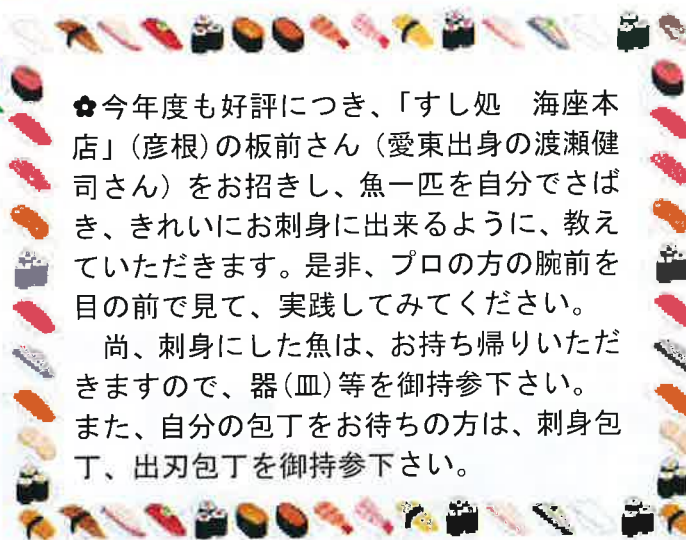 ✿今年度も好評につき、「すし処　海座本
店」(彦根)の板前さん（愛東出身の渡瀬健
司さん）をお招きし、魚一匹を自分でさば
き、きれいにお刺身に出来るように、教え
ていただきます。是非、プロの方の腕前を
目の前で見て、実践してみてください。
　尚、刺身にした魚は、お持ち帰りいただ
きますので、器(皿)等を御持参下さい。
また、自分の包丁をお待ちの方は、刺身包
丁、出刃包丁を御持参下さい。